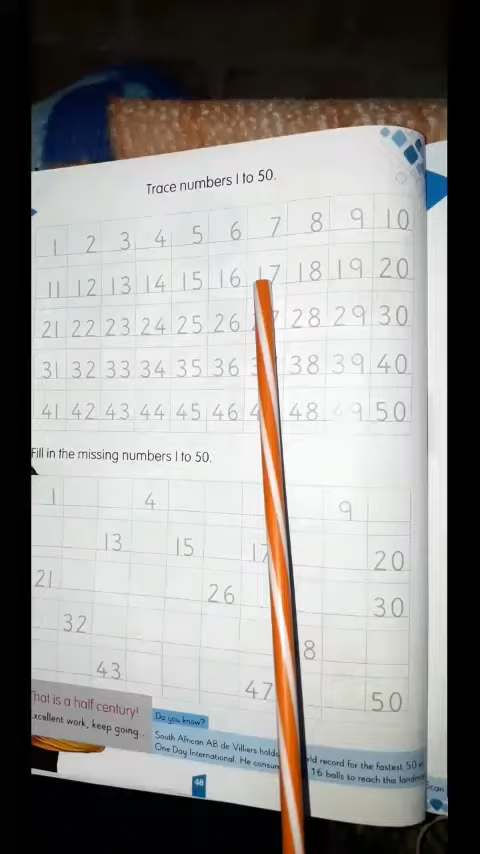 Trace numbers 1 to 50.
1 2 3 4 5 6 7 8 9 10
11 12 13 14 15 16 17 18 19 20
21 22 23 24 25 26 28 29 30
31 32 33 34 35 36 38 39 40
41 42 43 44 45 46 48 49 50
Fill in the missing numbers 1 to 50.
1 4 9
13 15 17 20
21 26 30
32 8
43 47 50
That is a half century!
Excellent work, keep going..
Do you know?
South African AB de Villiers holds record for the fastest 50
One Day International. He 16 balls to reach this
48